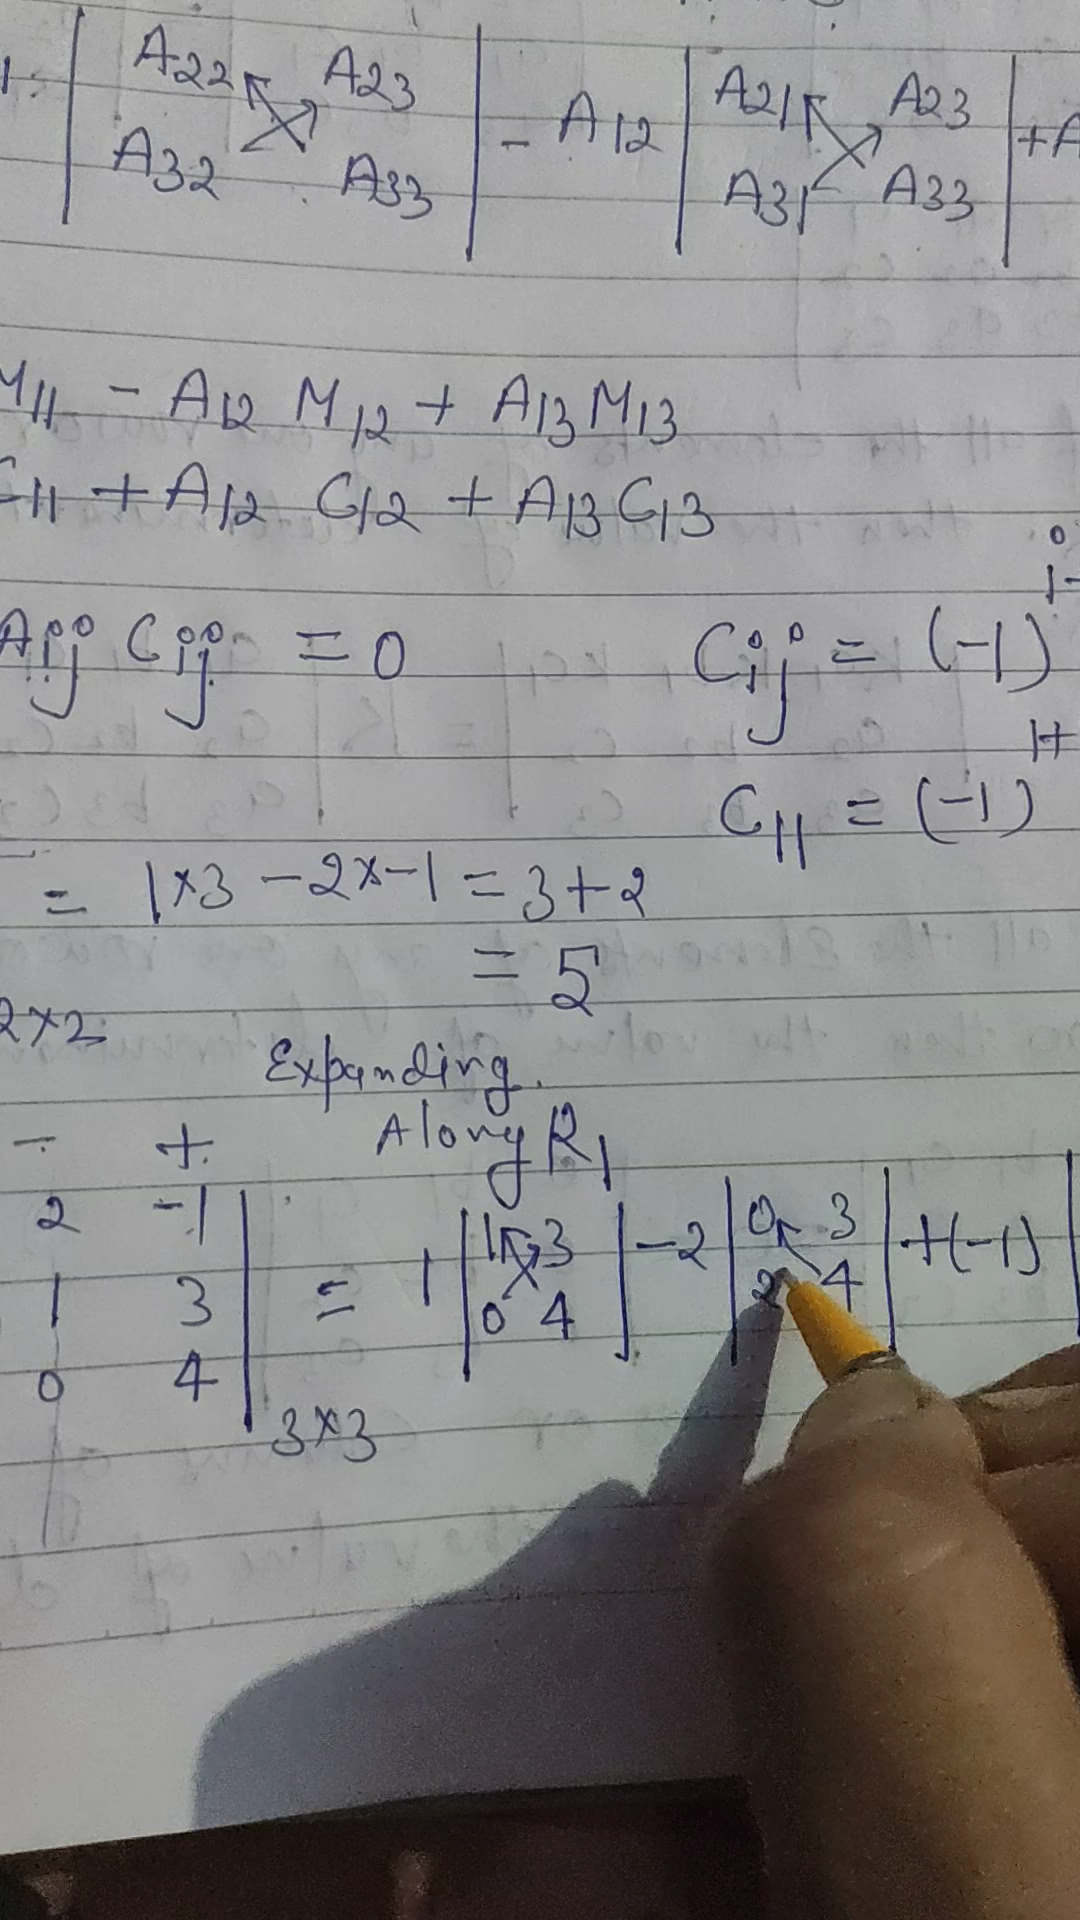 | A22 A23 | - A12 | A21 A23 | + A
| A32 A33 | | A31 A33 |
M11 - A12 M12 + A13 M13
C11 + A12 C12 + A13 C13
Aij Cij = 0
Cij = (-1)^i+
C11 = (-1)^1+
= 1×3 - 2×-1 = 3+2
= 5
2×2
Expanding
Along R1
- +
2 -1 |
1 3 | = 1 | 1 3 | -2 | 0 3 | +(-1) |
| 0 4 | | 2 4 |
0 4 | 3×3